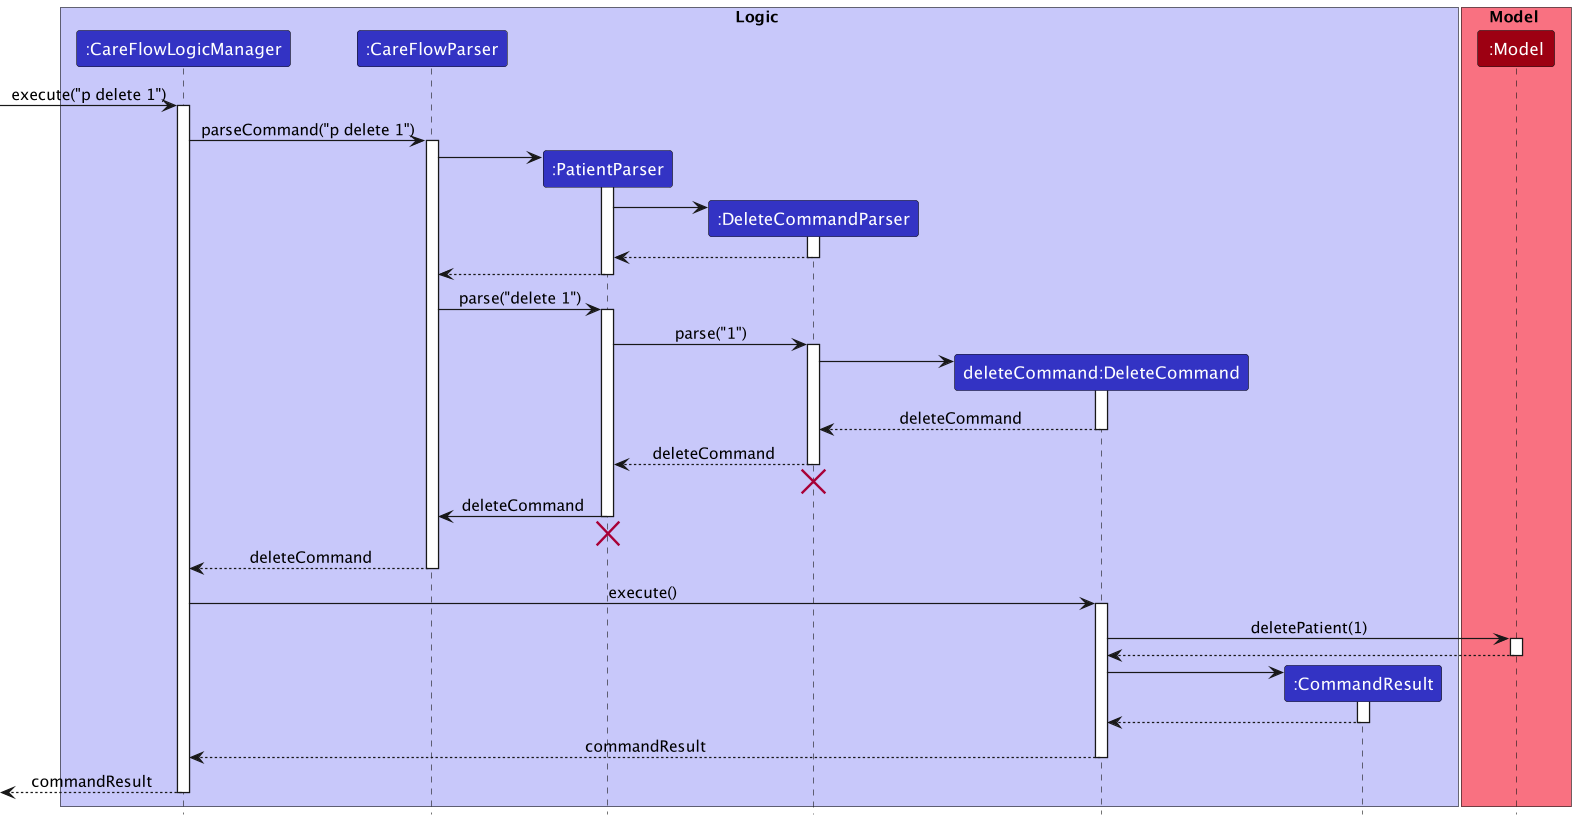 Logic
Model
:CareFlowLogicManager
:CareFlowParser
:Model
execute("p delete 1")
parseCommand("p delete 1")
:PatientParser
:DeleteCommandParser
parse("delete 1")
parse("1")
deleteCommand:DeleteCommand
deleteCommand
deleteCommand
deleteCommand
deleteCommand
execute()
deletePatient(1)
:CommandResult
commandResult
commandResult